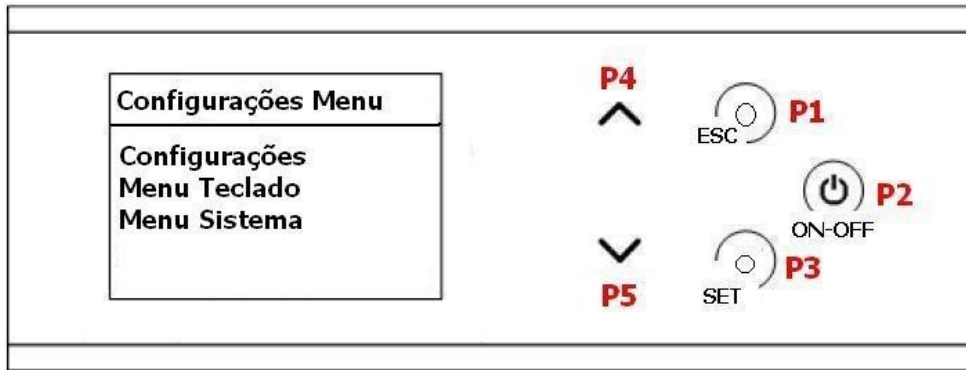 Configurações Menu
Configurações
Menu Teclado
Menu Sistema
P4
ESC
P1
P2
ON-OFF
P3
SET
P5